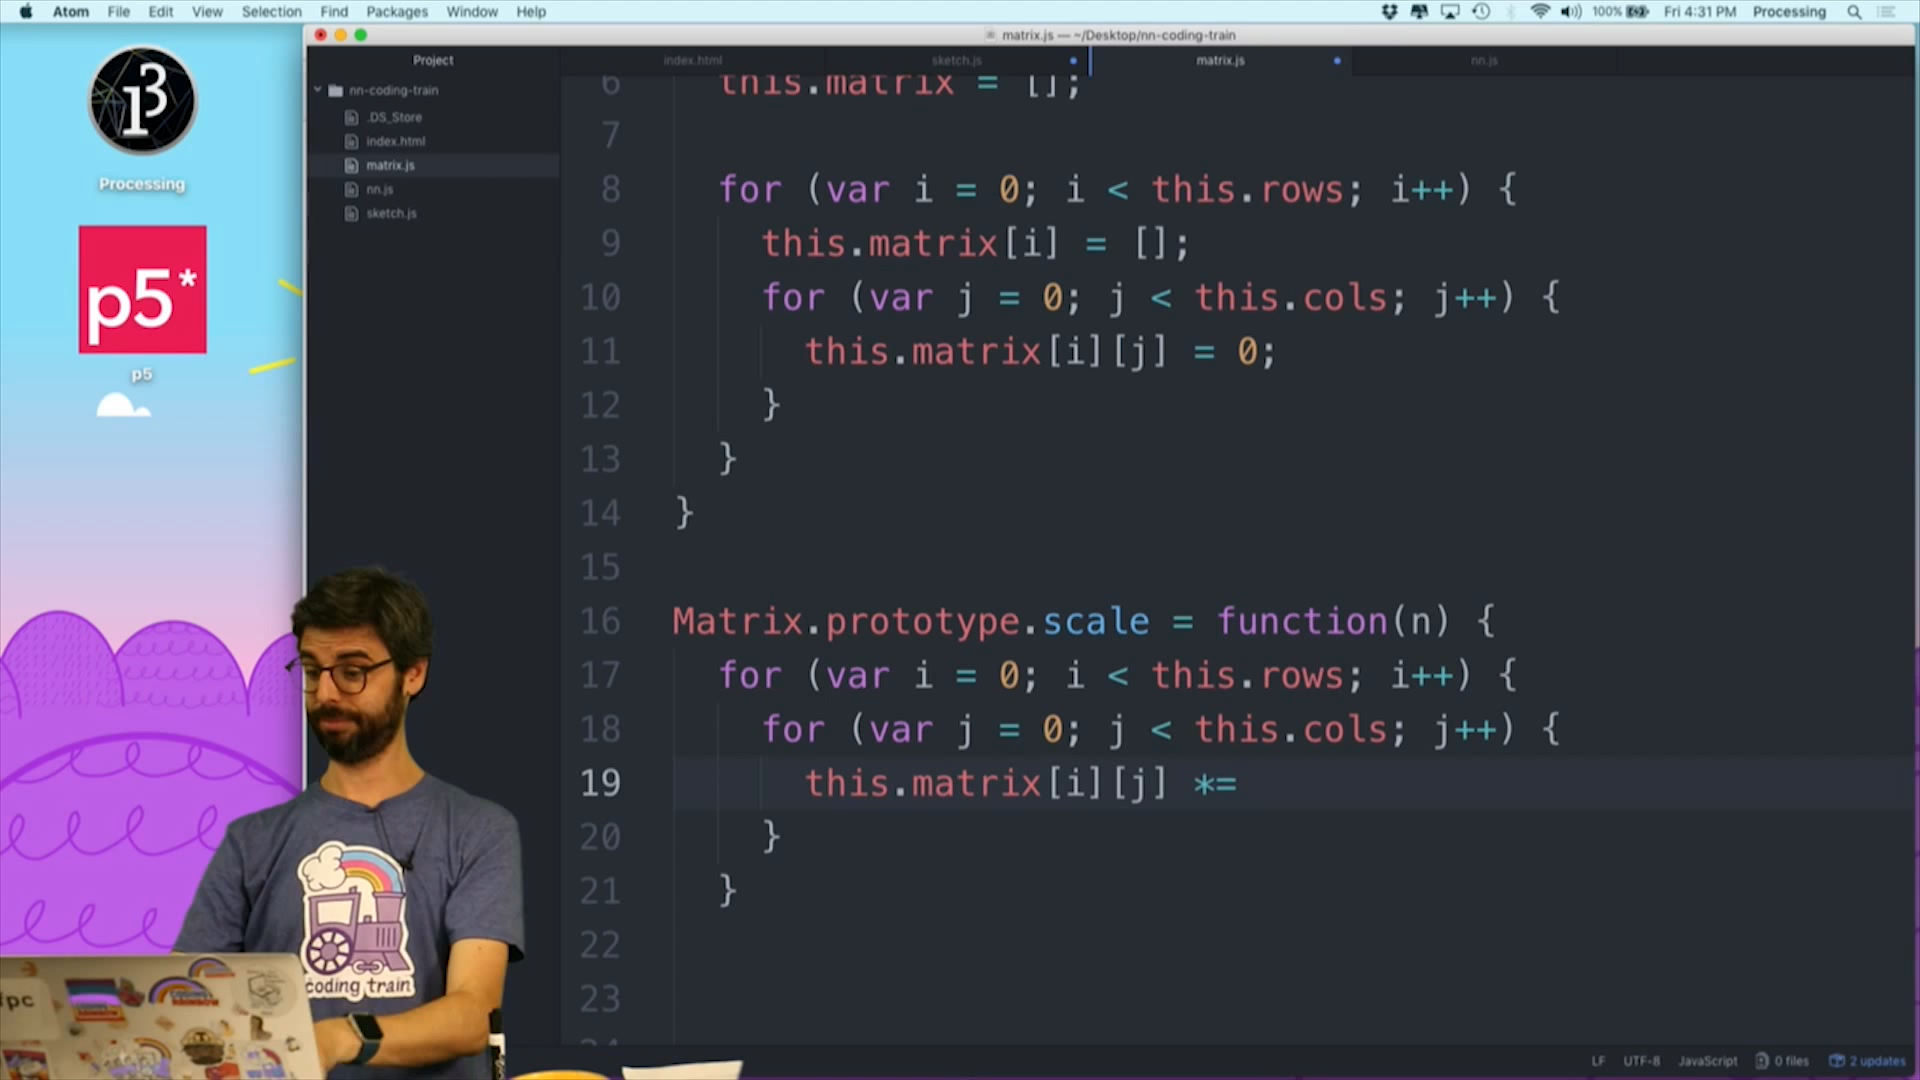 Atom File Edit View Selection Find Packages Window Help 100% Fri 4:31 PM Processing
matrix.js — ~/Desktop/nn-coding-train
Project index.html sketch.js matrix.js nn.js
nn-coding-train
.DS_Store
index.html
matrix.js
nn.js
sketch.js
Processing
p5*
p5
6 this.matrix = [];
7
8 for (var i = 0; i < this.rows; i++) {
9 this.matrix[i] = [];
10 for (var j = 0; j < this.cols; j++) {
11 this.matrix[i][j] = 0;
12 }
13 }
14 }
15
16 Matrix.prototype.scale = function(n) {
17 for (var i = 0; i < this.rows; i++) {
18 for (var j = 0; j < this.cols; j++) {
19 this.matrix[i][j] *=
20 }
21 }
22
23
coding train
LF UTF-8 JavaScript 0 files 2 updates